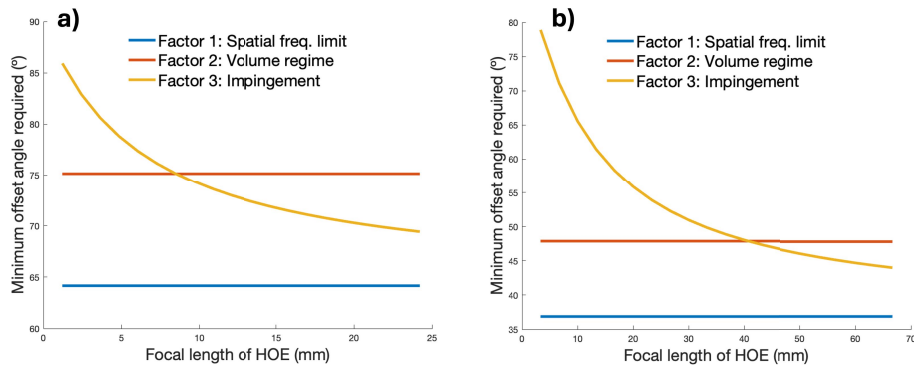 a)
Factor 1: Spatial freq. limit
Factor 2: Volume regime
Factor 3: Impingement
Minimum offset angle required (°)
90
85
80
75
70
65
60
0 5 10 15 20 25
Focal length of HOE (mm)
b)
Factor 1: Spatial freq. limit
Factor 2: Volume regime
Factor 3: Impingement
Minimum offset angle required (°)
80
75
70
65
60
55
50
45
40
35
0 10 20 30 40 50 60 70
Focal length of HOE (mm)